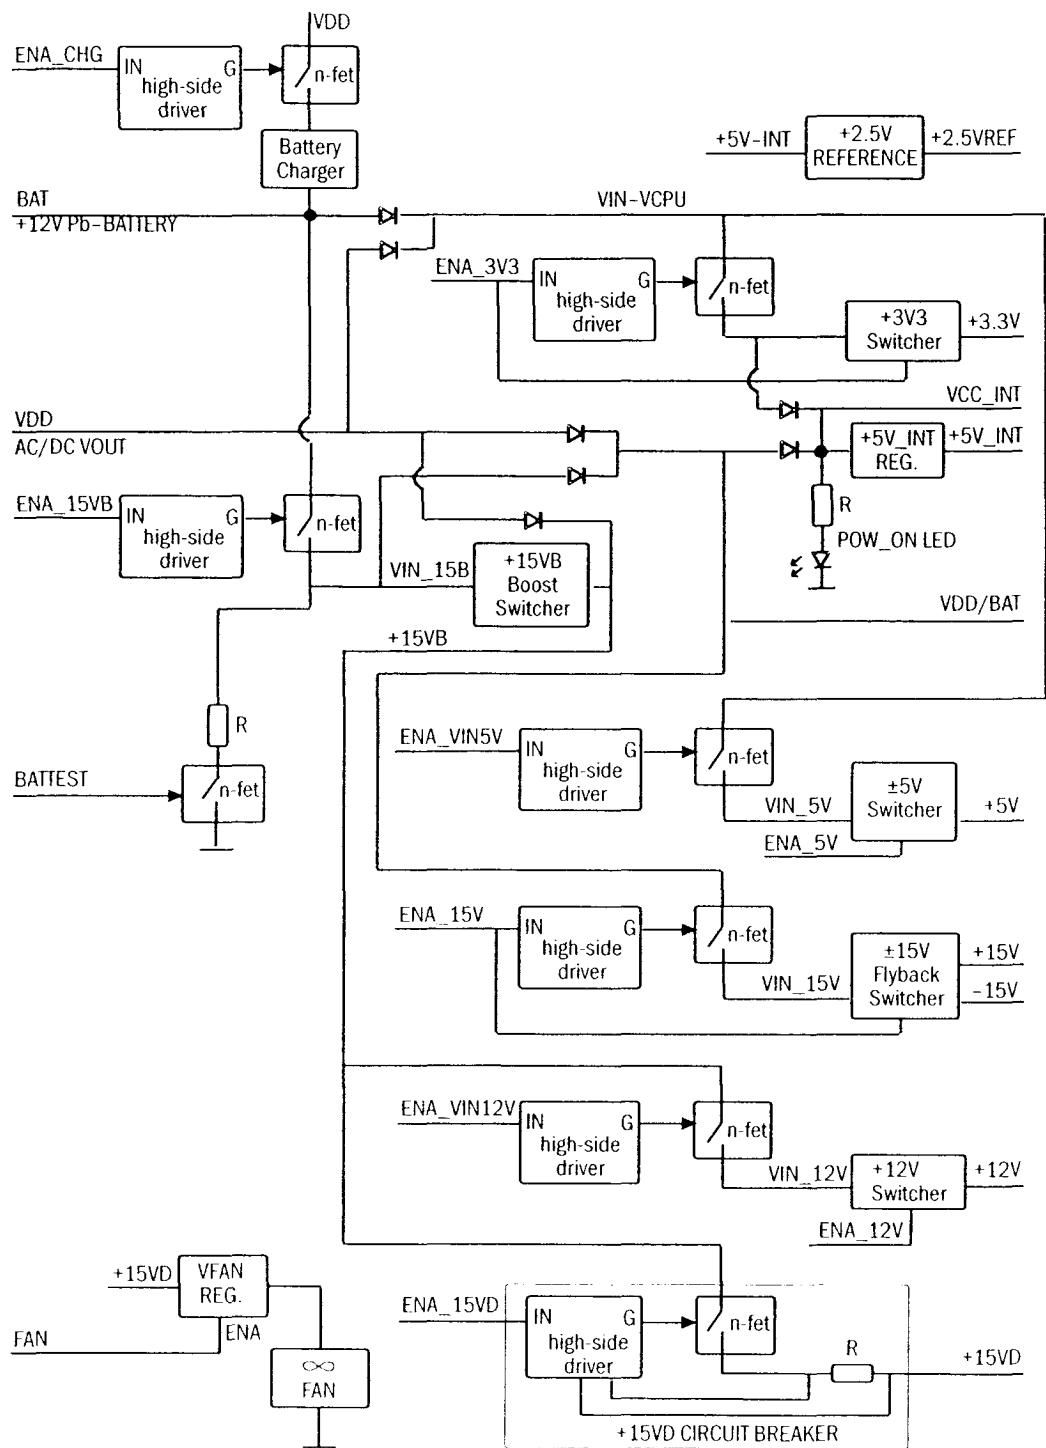 VDD
ENA_CHG
IN G
high-side
driver
n-fet
Battery
Charger
+5V-INT
+2.5V
REFERENCE
+2.5VREF
BAT
+12V Pb-BATTERY
VIN-VCPU
ENA_3V3
IN G
high-side
driver
n-fet
+3V3
Switcher
+3.3V
VCC_INT
VDD
AC/DC VOUT
+5V_INT
REG.
+5V_INT
ENA_15VB
IN G
high-side
driver
n-fet
R
POW_ON LED
VIN_15B
+15VB
Boost
Switcher
VDD/BAT
+15VB
R
ENA_VIN5V
IN G
high-side
driver
n-fet
BATTEST
n-fet
VIN_5V
±5V
Switcher
+5V
ENA_5V
ENA_15V
IN G
high-side
driver
n-fet
VIN_15V
±15V
Flyback
Switcher
+15V
-15V
ENA_VIN12V
IN G
high-side
driver
n-fet
VIN_12V
+12V
Switcher
+12V
ENA_12V
+15VD
VFAN
REG.
ENA
FAN
∞
FAN
ENA_15VD
IN G
high-side
driver
n-fet
R
+15VD
+15VD CIRCUIT BREAKER